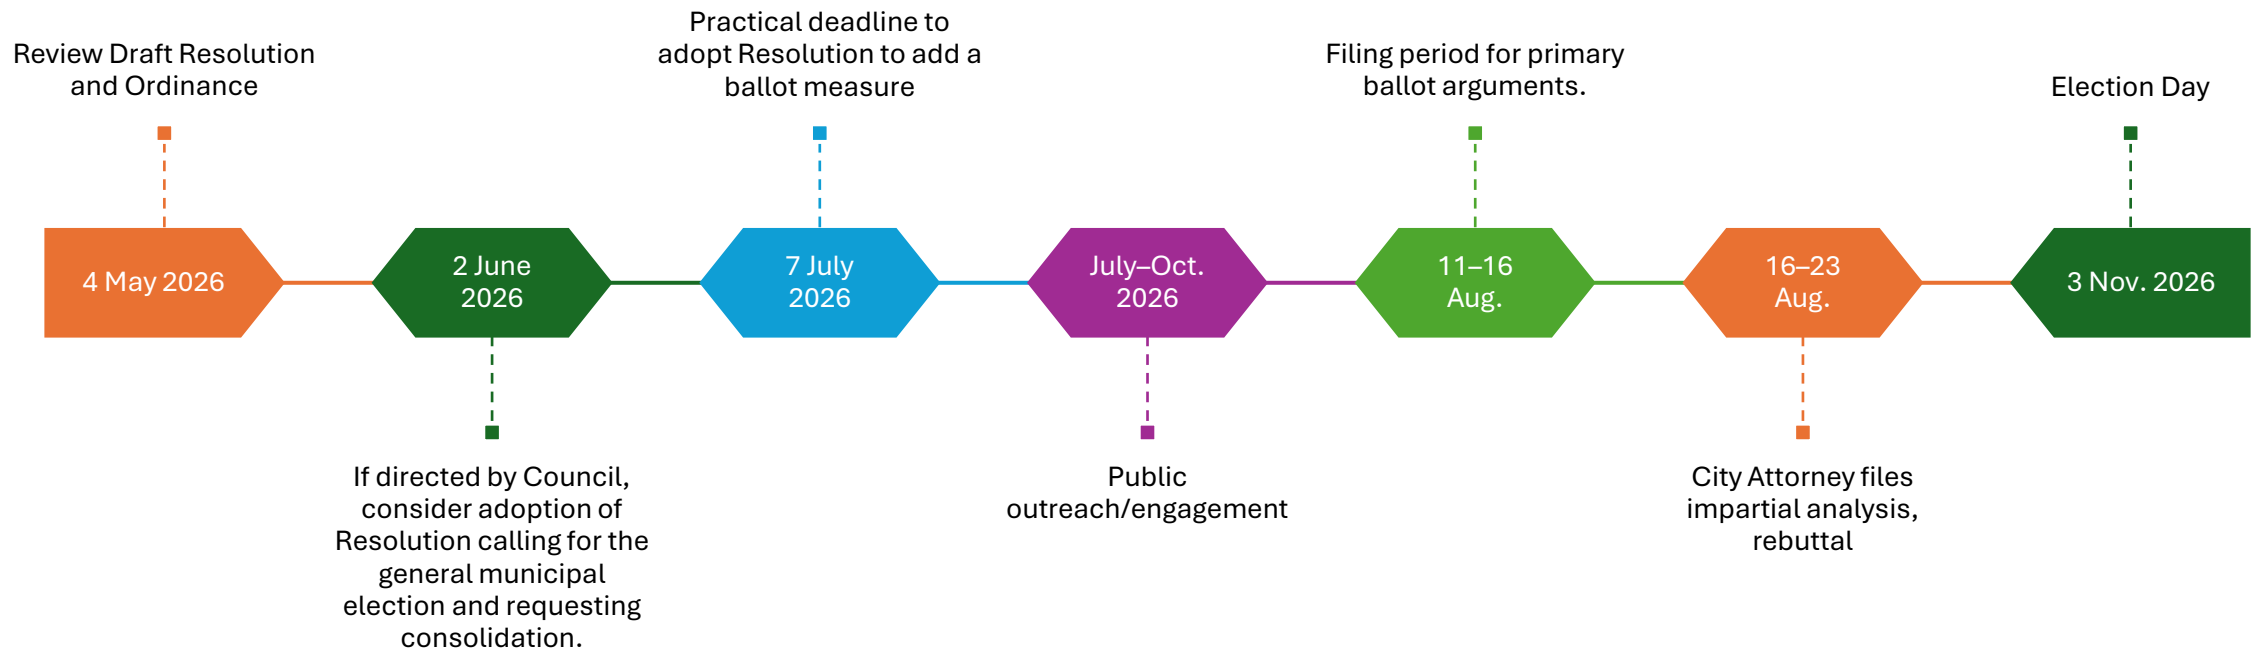 Review Draft Resolution
and Ordinance
4 May 2026
2 June
2026
If directed by Council,
consider adoption of
Resolution calling for the
general municipal
election and requesting
consolidation.
Practical deadline to
adopt Resolution to add a
ballot measure
7 July
2026
July–Oct.
2026
Public
outreach/engagement
Filing period for primary
ballot arguments.
11–16
Aug.
16–23
Aug.
City Attorney files
impartial analysis,
rebuttal
Election Day
3 Nov. 2026